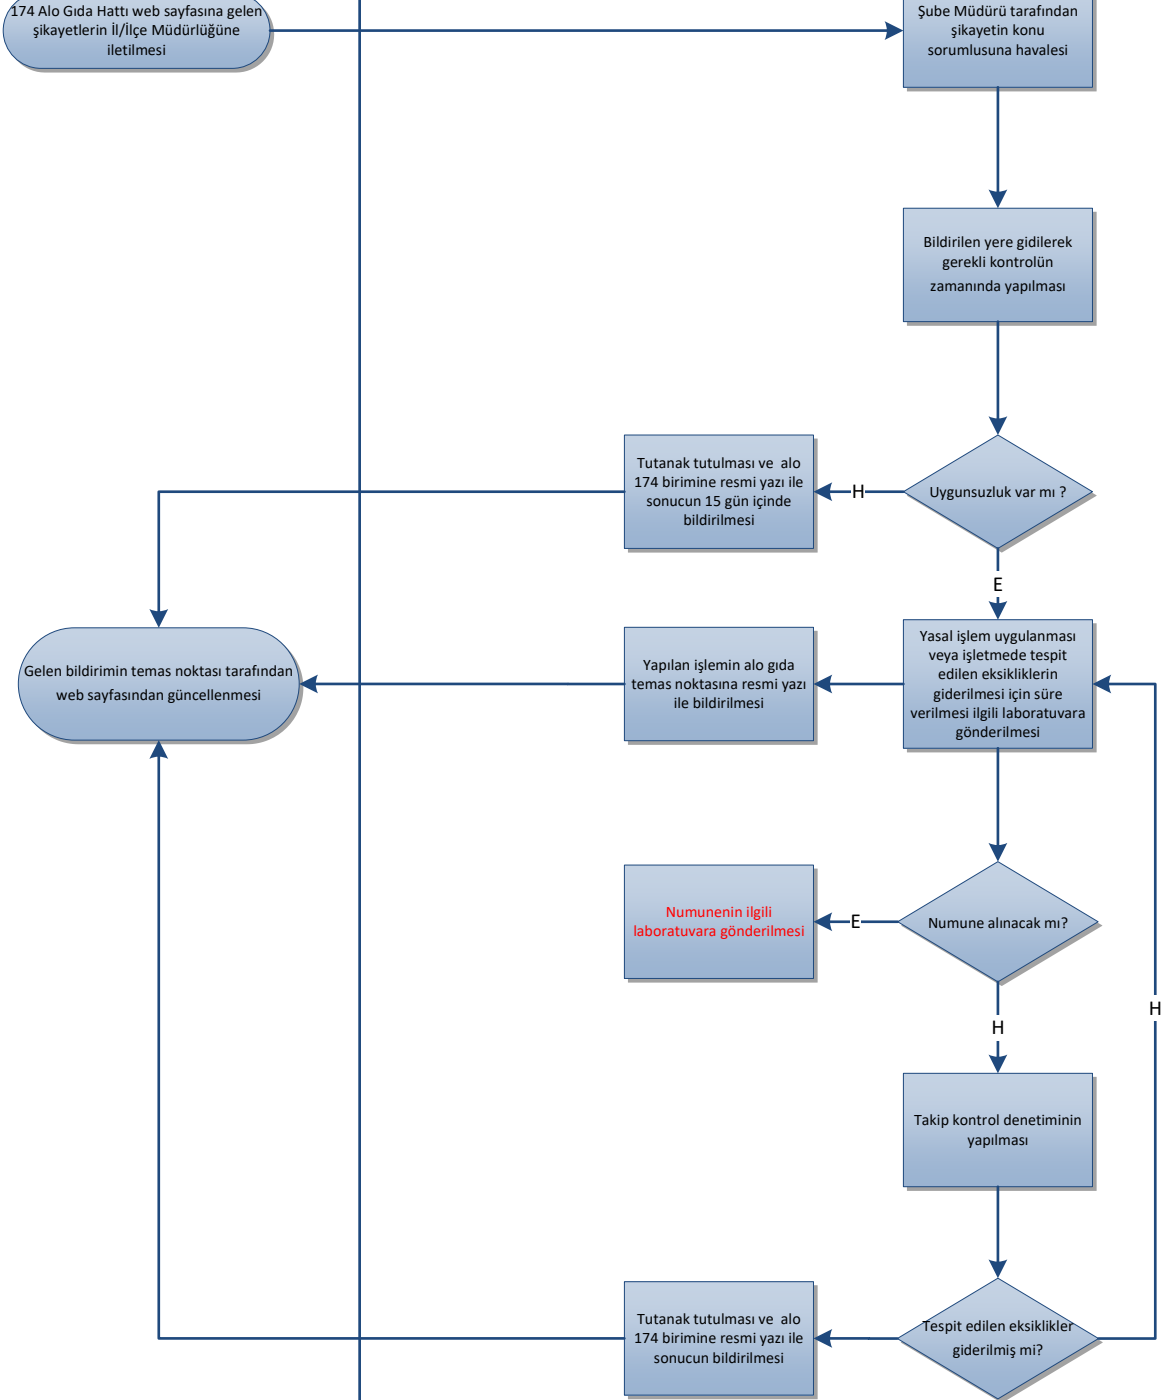 174 Alo Gıda Hattı web sayfasına gelen
şikayetlerin İl/İlçe Müdürlüğüne
iletilmesi
Şube Müdürü tarafından
şikayetin konu
sorumlusuna havalesi
Bildirilen yere gidilerek
gerekli kontrolün
zamanında yapılması
Uygunsuzluk var mı ?
H
Tutanak tutulması ve alo
174 birimine resmi yazı ile
sonucun 15 gün içinde
bildirilmesi
E
Yasal işlem uygulanması
veya işletmede tespit
edilen eksikliklerin
giderilmesi için süre
verilmesi ilgili laboratuvara
gönderilmesi
Yapılan işlemin alo gıda
temas noktasına resmi yazı
ile bildirilmesi
Gelen bildirimin temas noktası tarafından
web sayfasından güncellenmesi
Numune alınacak mı?
E
Numunenin ilgili
laboratuvara gönderilmesi
H
H
Takip kontrol denetiminin
yapılması
Tespit edilen eksiklikler
giderilmiş mi?
Tutanak tutulması ve alo
174 birimine resmi yazı ile
sonucun bildirilmesi